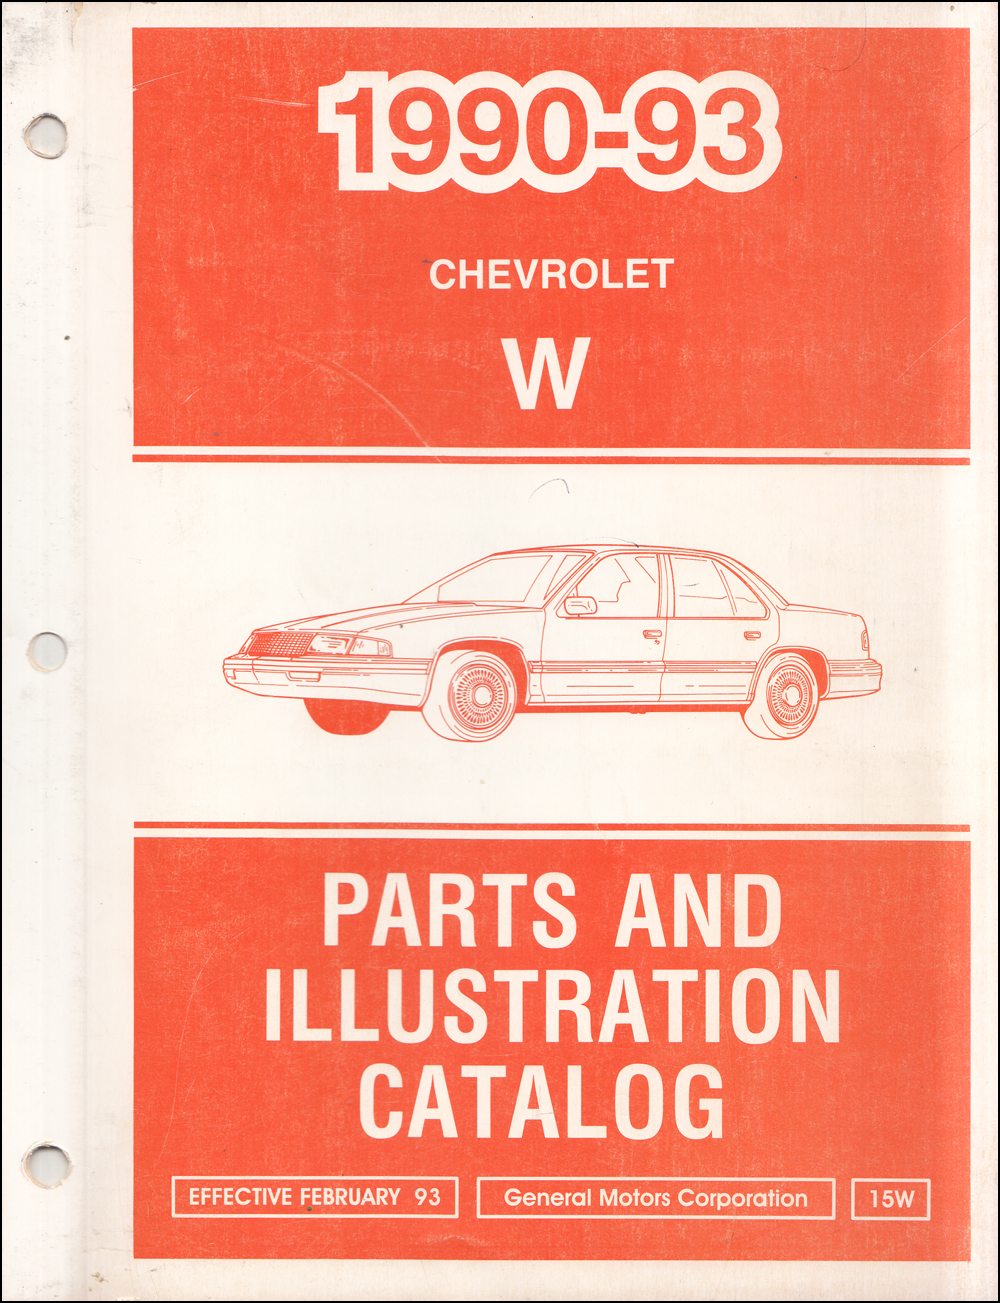 1990-93
CHEVROLET
W
PARTS AND
ILLUSTRATION
CATALOG
EFFECTIVE FEBRUARY 93
General Motors Corporation
15W